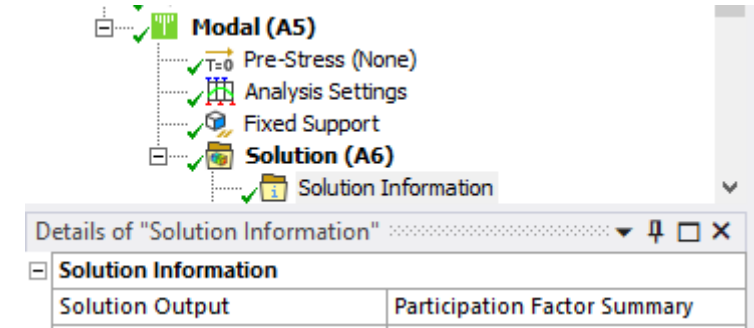 Modal (A5)
T=0 Pre-Stress (None)
Analysis Settings
Fixed Support
Solution (A6)
i Solution Information
Details of "Solution Information"
Solution Information
Solution Output Participation Factor Summary